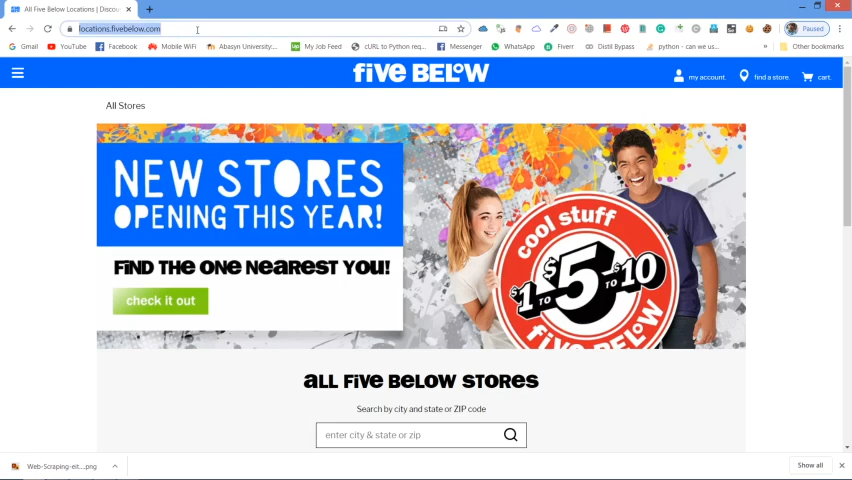 All Five Below Locations | Discou
locations.fivebelow.com
Paused
Gmail
YouTube
Facebook
Mobile WiFi
Abasyn University:...
My Job Feed
cURL to Python req...
Messenger
WhatsApp
Fiverr
Distil Bypass
python - can we us...
Other bookmarks
five BELOW
my account.
find a store.
cart.
All Stores
NEW STORES
OPENING THIS YEAR!
FIND THE ONE NEAREST YOU!
check it out
cool stuff
$1 TO $5 TO $10
five BELOW
ALL FIVE BELOW STORES
Search by city and state or ZIP code
enter city & state or zip
Web-Scraping-eit....png
Show all